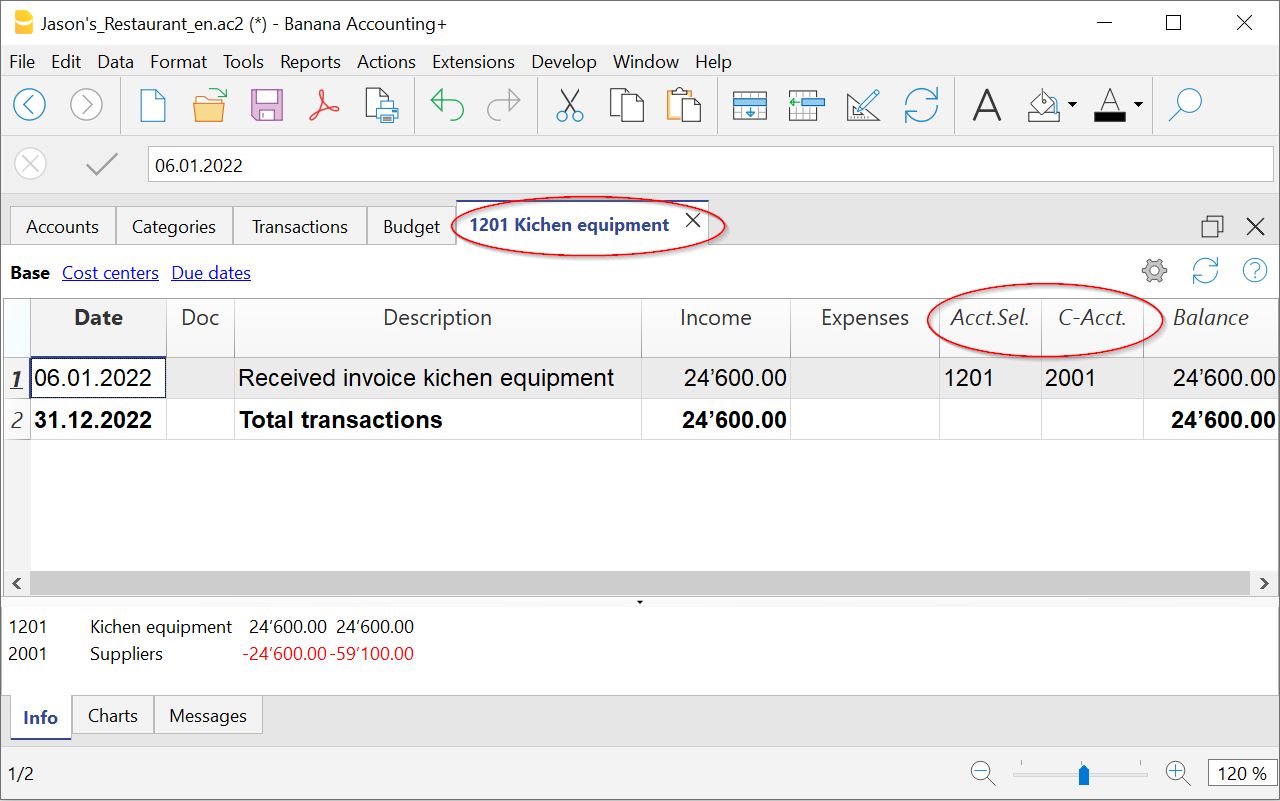 Jason's_Restaurant_en.ac2 (*) - Banana Accounting+
File Edit Data Format Tools Reports Actions Extensions Develop Window Help
06.01.2022
Accounts Categories Transactions Budget 1201 Kichen equipment
Base Cost centers Due dates
Date Doc Description Income Expenses Acct.Sel. C-Acct. Balance
1 06.01.2022 Received invoice kichen equipment 24’600.00 1201 2001 24’600.00
2 31.12.2022 Total transactions 24’600.00 24’600.00
1201 Kichen equipment 24’600.00 24’600.00
2001 Suppliers -24’600.00 -59’100.00
Info Charts Messages
1/2 120 %